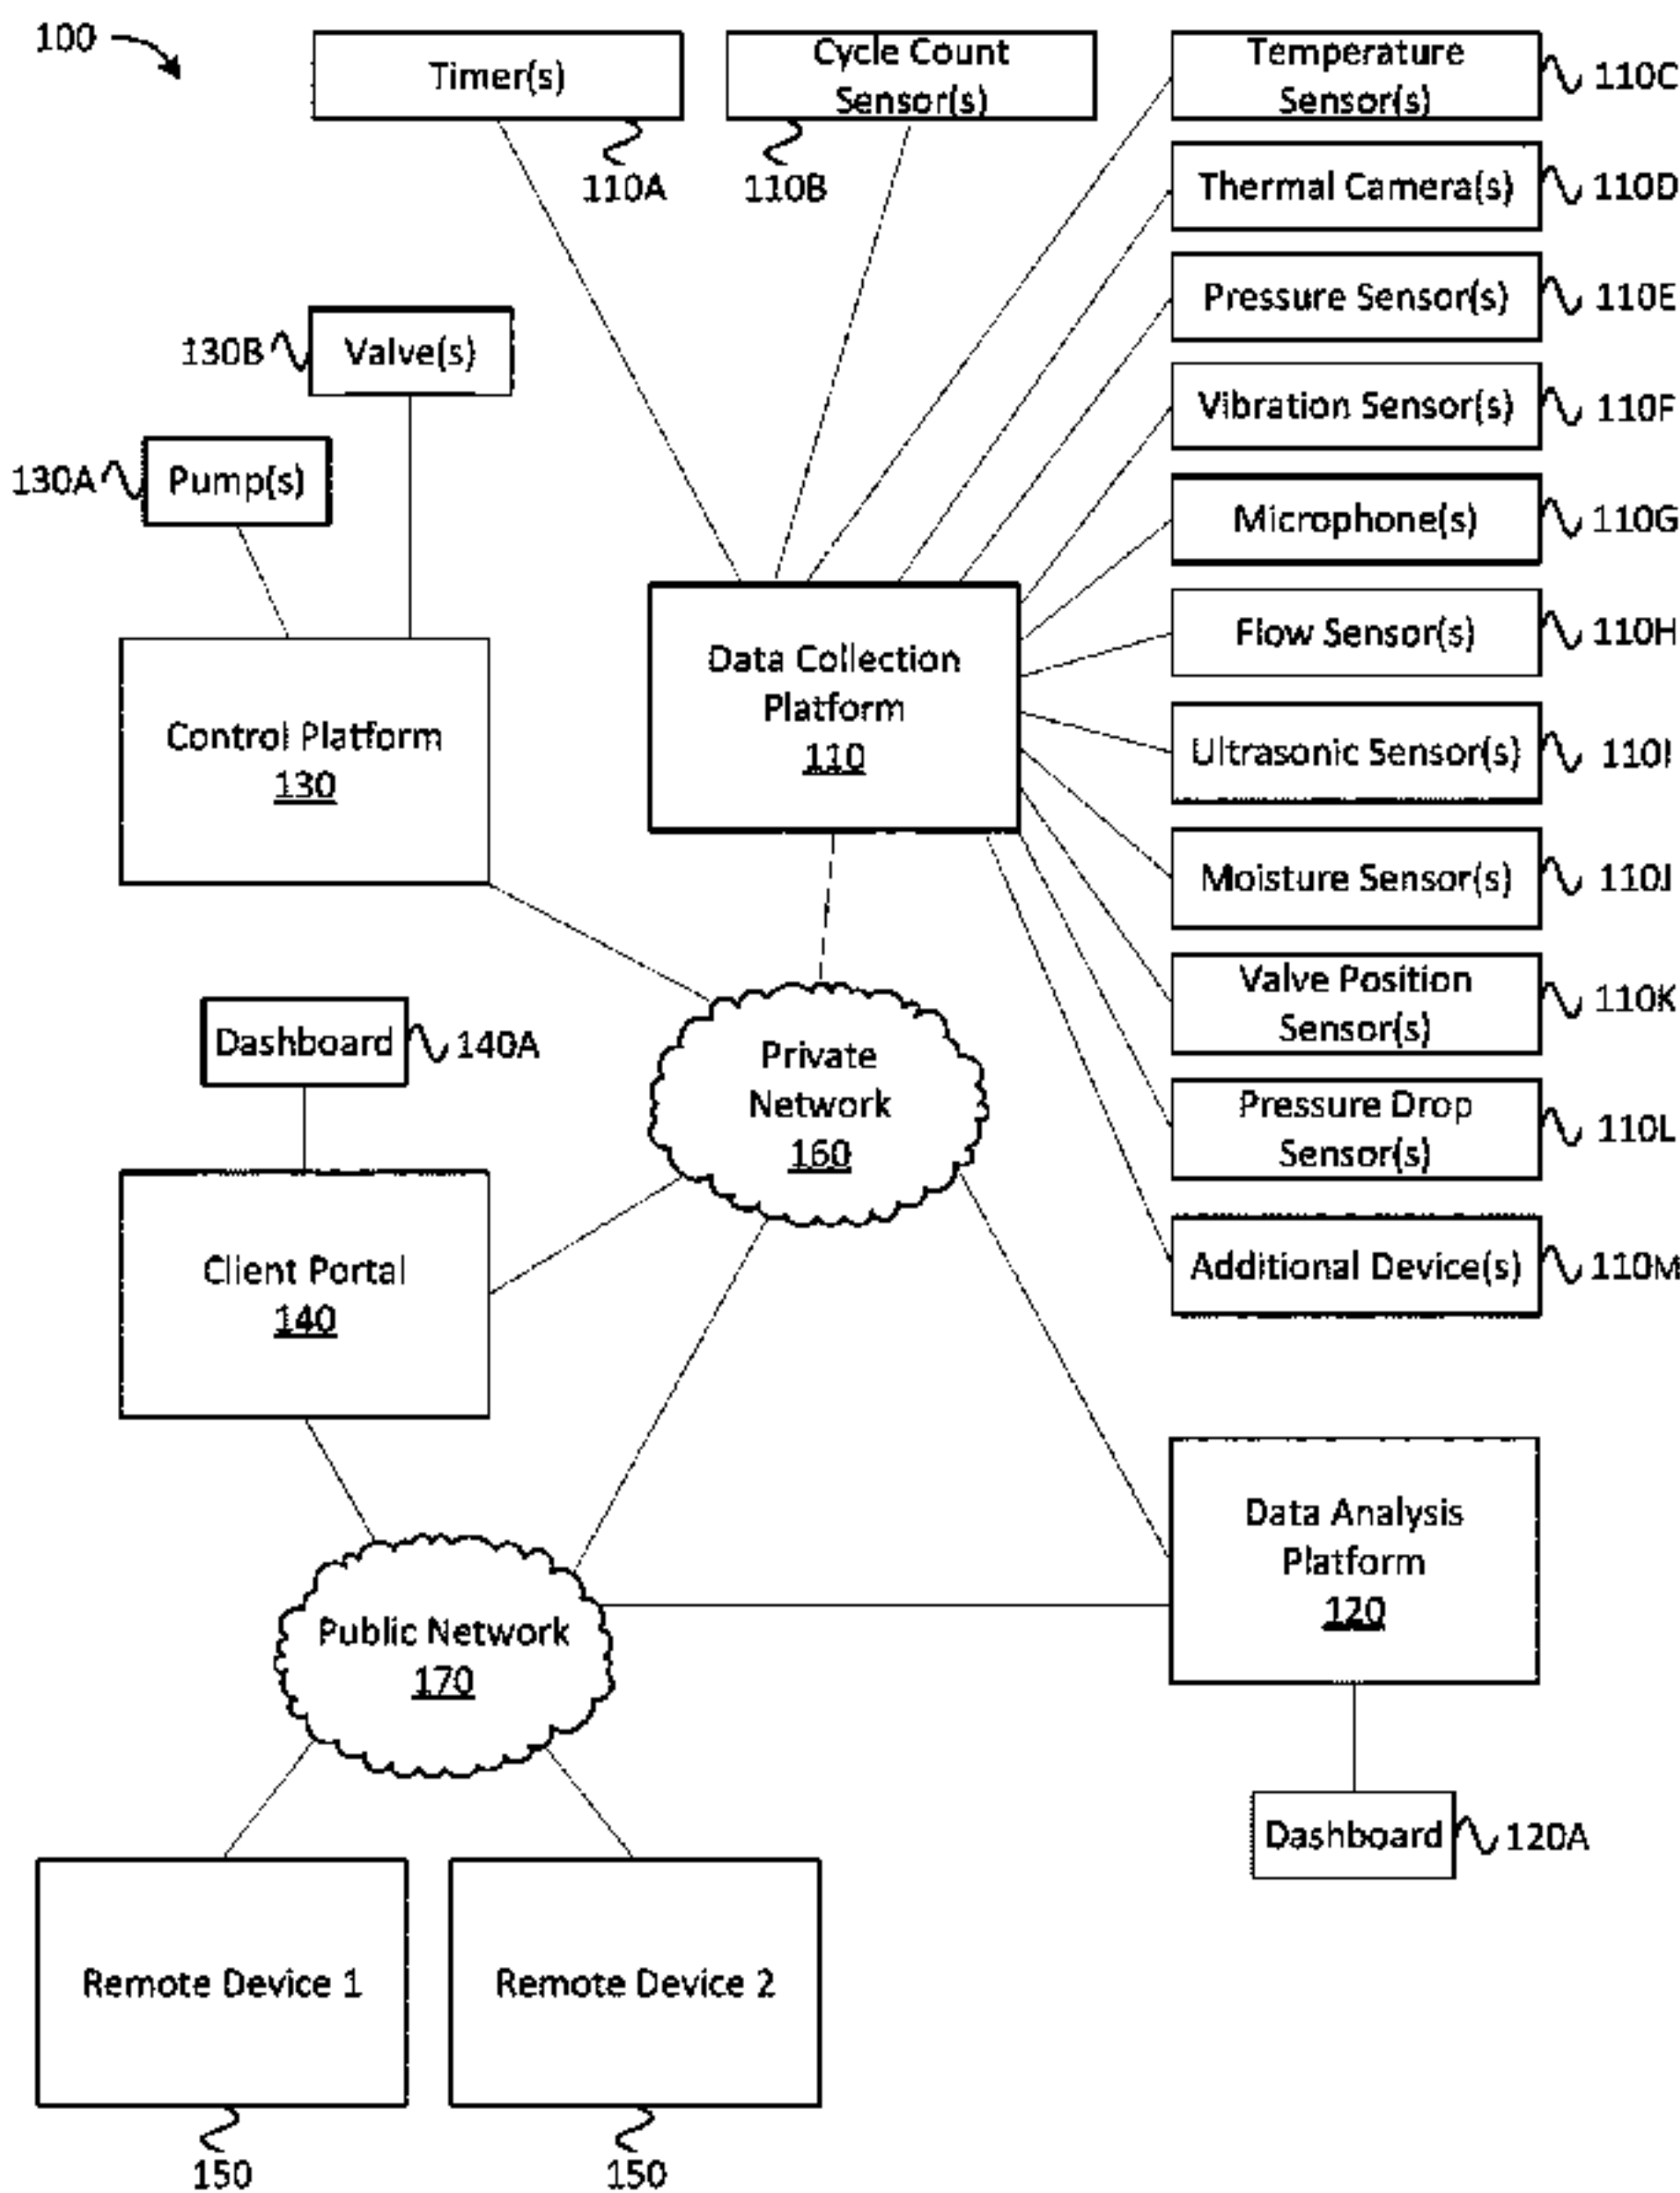 100
Timer(s)
110A
Cycle Count
Sensor(s)
110B
Temperature
Sensor(s)
110C
Thermal Camera(s)
110D
Pressure Sensor(s)
110E
Vibration Sensor(s)
110F
Microphone(s)
110G
Flow Sensor(s)
110H
Ultrasonic Sensor(s)
110I
Moisture Sensor(s)
110J
Valve Position
Sensor(s)
110K
Pressure Drop
Sensor(s)
110L
Additional Device(s)
110M
130B
Valve(s)
130A
Pump(s)
Control Platform
130
Data Collection
Platform
110
Dashboard
140A
Private
Network
160
Client Portal
140
Data Analysis
Platform
120
Public Network
170
Dashboard
120A
Remote Device 1
150
Remote Device 2
150